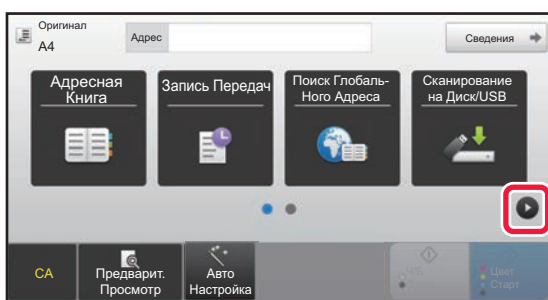 Оригинал
A4
Адрес
Сведения
Адресная
Книга
Запись Передач
Поиск Глобаль-
Ного Адреса
Сканирование
на Диск/USB
CA
Предварит.
Просмотр
Авто
Настройка
Ч/Б
Старт
Цвет
Старт